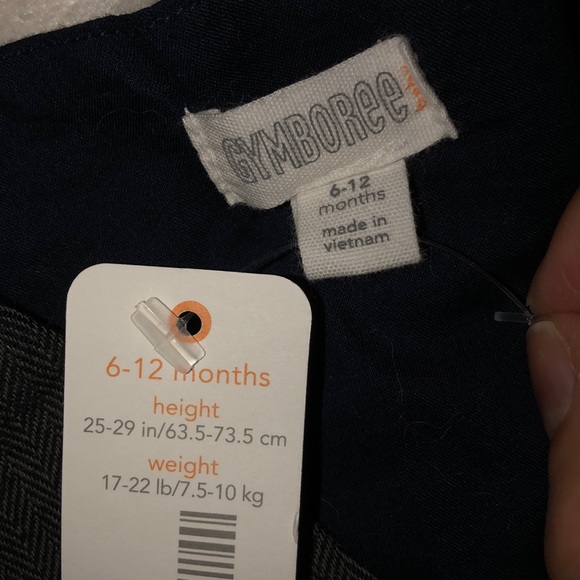 GYMBOREE
6-12
months
made in
vietnam
6-12 months
height
25-29 in/63.5-73.5 cm
weight
17-22 lb/7.5-10 kg